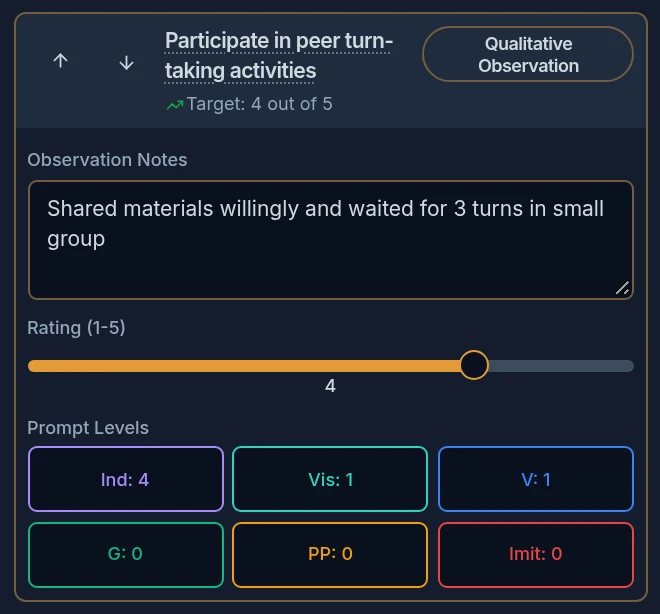 Participate in peer turn-
taking activities
Target: 4 out of 5
Qualitative
Observation
Observation Notes
Shared materials willingly and waited for 3 turns in small
group
Rating (1-5)
4
Prompt Levels
Ind: 4
Vis: 1
V: 1
G: 0
PP: 0
Imit: 0